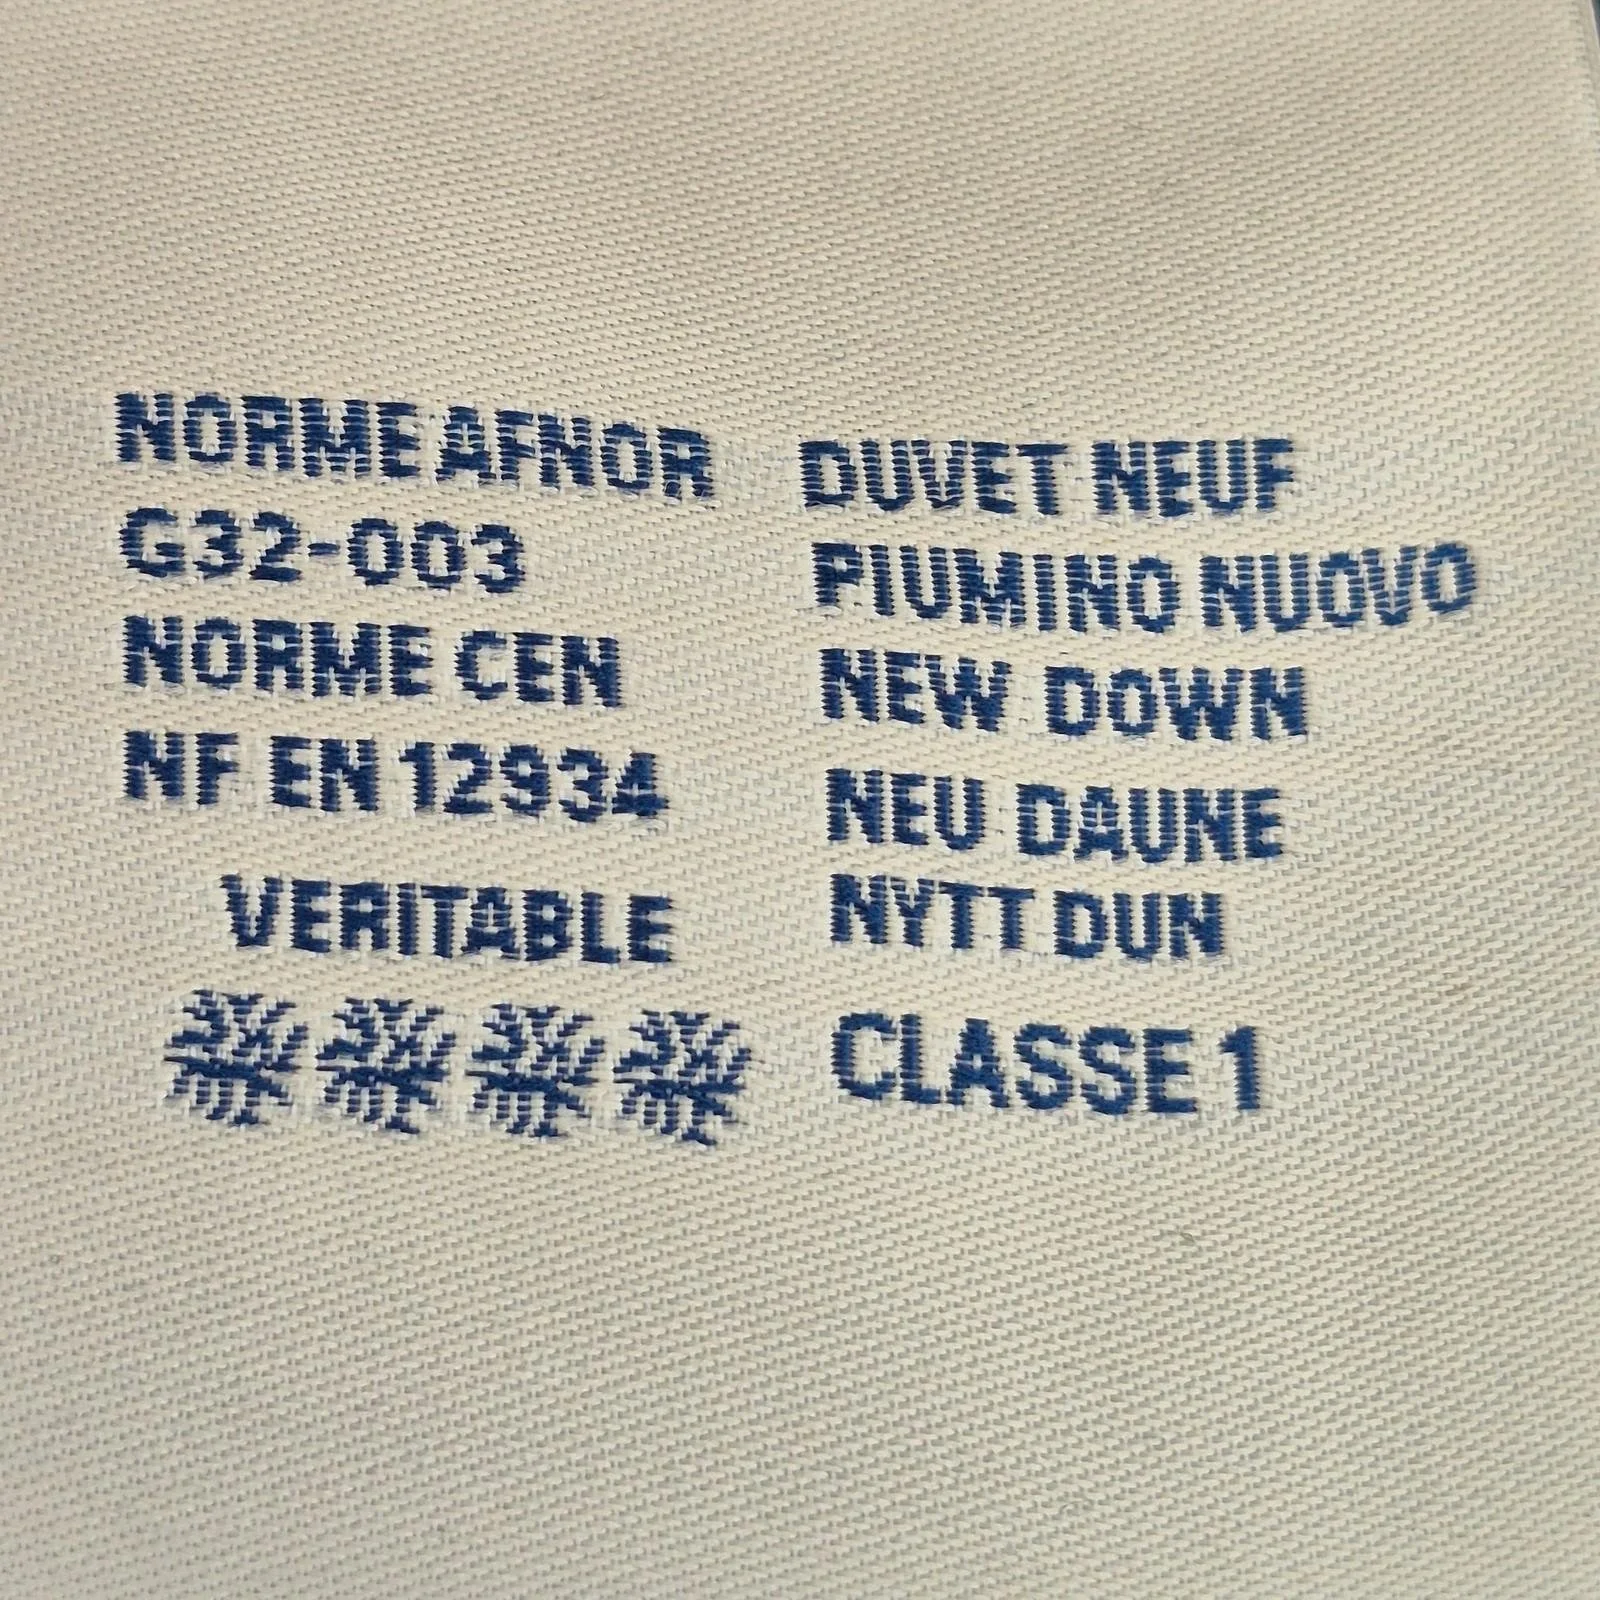 NORME AFNOR
G32-003
NORME CEN
NF EN 12934
VERITABLE
DUVET NEUF
PIUMINO NUOVO
NEW DOWN
NEU DAUNE
NYTT DUN
CLASSE 1